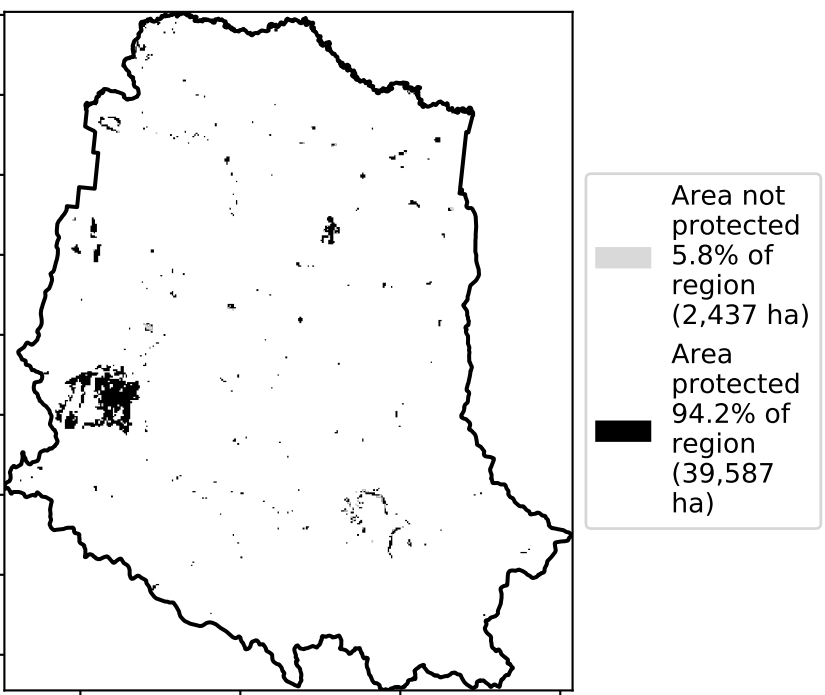 Area not
protected
5.8% of
region
(2,437 ha)
Area
protected
94.2% of
region
(39,587
ha)